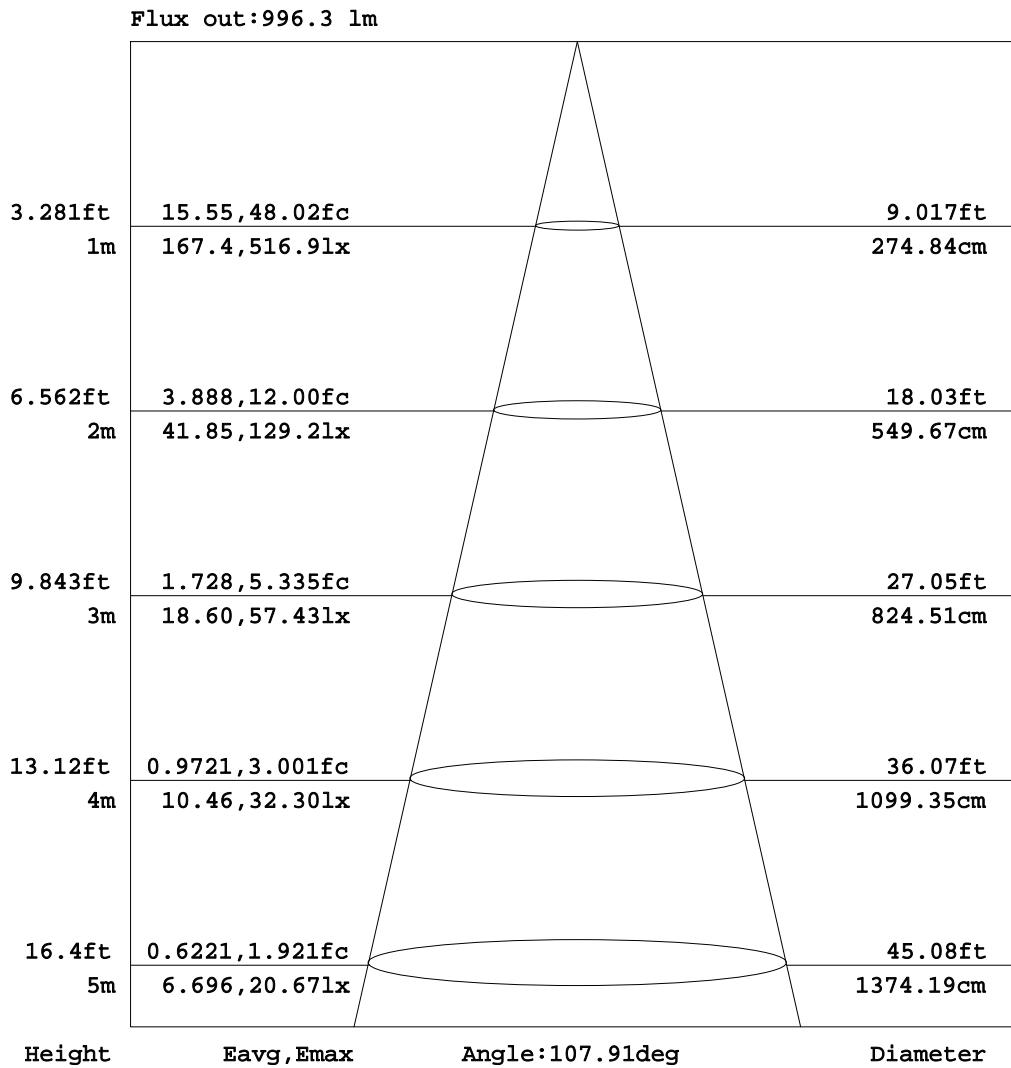 Flux out:996.3 lm
3.281ft 15.55,48.02fc 9.017ft
1m 167.4,516.9lx 274.84cm
6.562ft 3.888,12.00fc 18.03ft
2m 41.85,129.2lx 549.67cm
9.843ft 1.728,5.335fc 27.05ft
3m 18.60,57.43lx 824.51cm
13.12ft 0.9721,3.001fc 36.07ft
4m 10.46,32.30lx 1099.35cm
16.4ft 0.6221,1.921fc 45.08ft
5m 6.696,20.67lx 1374.19cm
Height Eavg,Emax Angle:107.91deg Diameter